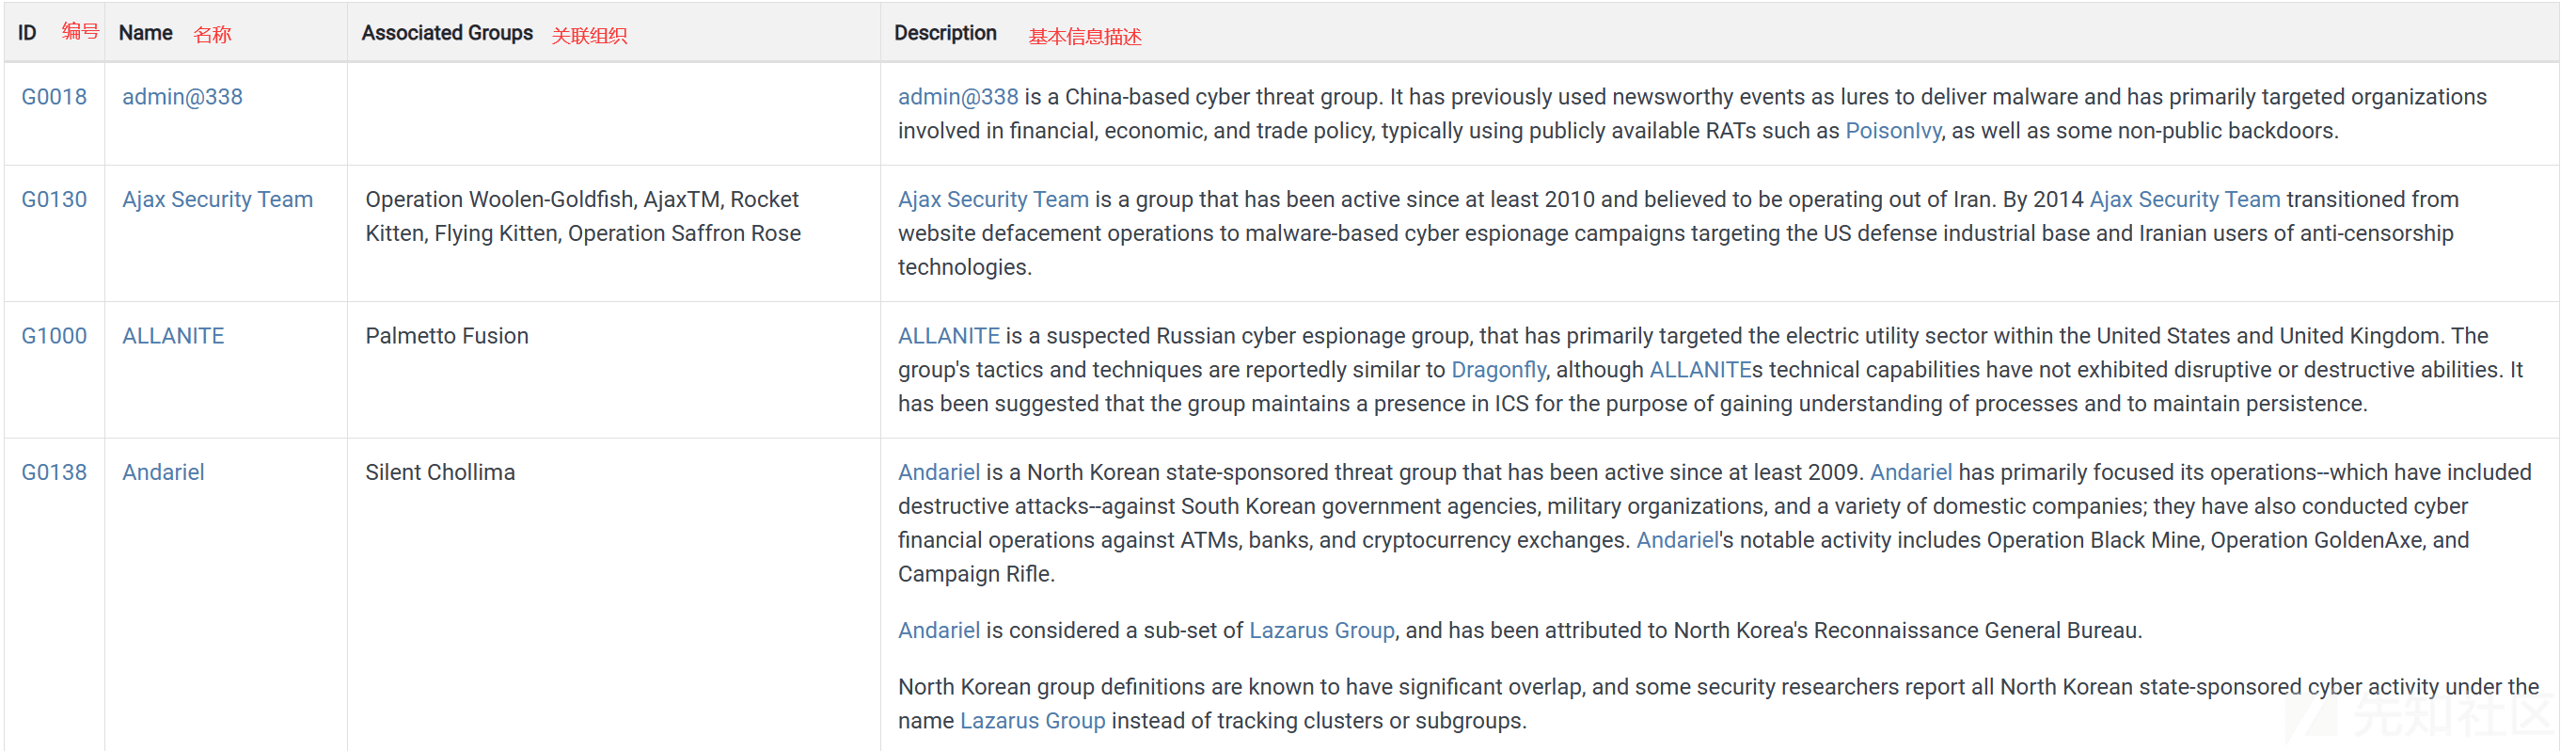 ID 编号 Name 名称 Associated Groups 关联组织 Description 基本信息描述
G0018 admin@338 admin@338 is a China-based cyber threat group. It has previously used newsworthy events as lures to deliver malware and has primarily targeted organizations
involved in financial, economic, and trade policy, typically using publicly available RATs such as PoisonIvy, as well as some non-public backdoors.
G0130 Ajax Security Team Operation Woolen-Goldfish, AjaxTM, Rocket Ajax Security Team is a group that has been active since at least 2010 and believed to be operating out of Iran. By 2014 Ajax Security Team transitioned from
Kitten, Flying Kitten, Operation Saffron Rose website defacement operations to malware-based cyber espionage campaigns targeting the US defense industrial base and Iranian users of anti-censorship
technologies.
G1000 ALLANITE Palmetto Fusion ALLANITE is a suspected Russian cyber espionage group, that has primarily targeted the electric utility sector within the United States and United Kingdom. The
group's tactics and techniques are reportedly similar to Dragonfly, although ALLANITEs technical capabilities have not exhibited disruptive or destructive abilities. It
has been suggested that the group maintains a presence in ICS for the purpose of gaining understanding of processes and to maintain persistence.
G0138 Andariel Silent Chollima Andariel is a North Korean state-sponsored threat group that has been active since at least 2009. Andariel has primarily focused its operations--which have included
destructive attacks--against South Korean government agencies, military organizations, and a variety of domestic companies; they have also conducted cyber
financial operations against ATMs, banks, and cryptocurrency exchanges. Andariel's notable activity includes Operation Black Mine, Operation GoldenAxe, and
Campaign Rifle.
Andariel is considered a sub-set of Lazarus Group, and has been attributed to North Korea's Reconnaissance General Bureau.
North Korean group definitions are known to have significant overlap, and some security researchers report all North Korean state-sponsored cyber activity under the
name Lazarus Group instead of tracking clusters or subgroups.
先知社区